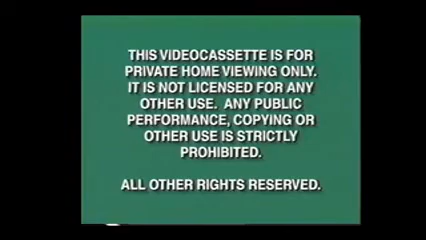 THIS VIDEOCASSETTE IS FOR
PRIVATE HOME VIEWING ONLY.
IT IS NOT LICENSED FOR ANY
OTHER USE.  ANY PUBLIC
PERFORMANCE, COPYING OR
OTHER USE IS STRICTLY
PROHIBITED.
ALL OTHER RIGHTS RESERVED.